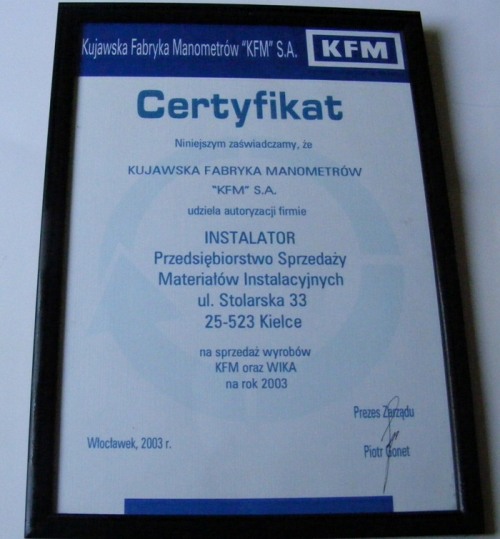 Kujawska Fabryka Manometrów "KFM" S.A. KFM
Certyfikat
Niniejszym zaświadczamy, że
KUJAWSKA FABRYKA MANOMETRÓW
"KFM" S.A.
udziela autoryzacji firmie
INSTALATOR
Przedsiębiorstwo Sprzedaży
Materiałów Instalacyjnych
ul. Stolarska 33
25-523 Kielce
na sprzedaż wyrobów
KFM oraz WIKA
na rok 2003
Prezes Zarządu
Włocławek, 2003 r.
Piotr Gonet